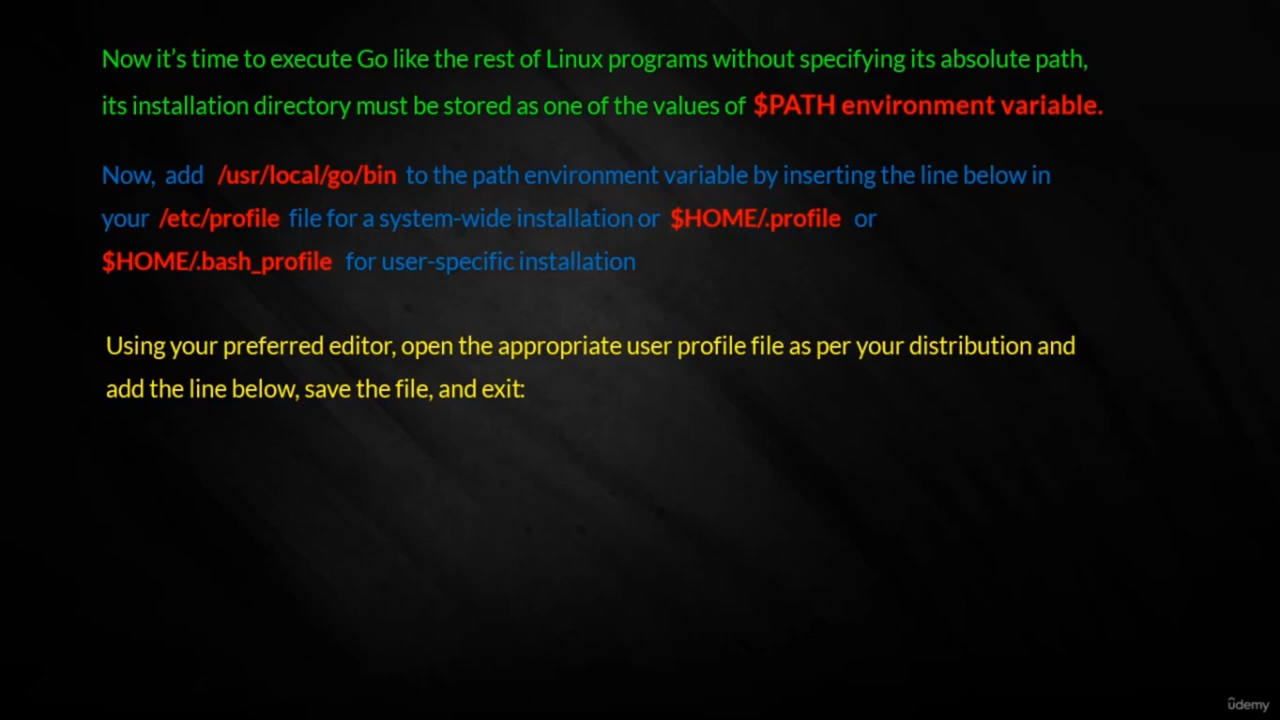 Now it’s time to execute Go like the rest of Linux programs without specifying its absolute path,
its installation directory must be stored as one of the values of $PATH environment variable.
Now, add /usr/local/go/bin to the path environment variable by inserting the line below in
your /etc/profile file for a system-wide installation or $HOME/.profile or
$HOME/.bash_profile for user-specific installation
Using your preferred editor, open the appropriate user profile file as per your distribution and
add the line below, save the file, and exit:
ûdemy